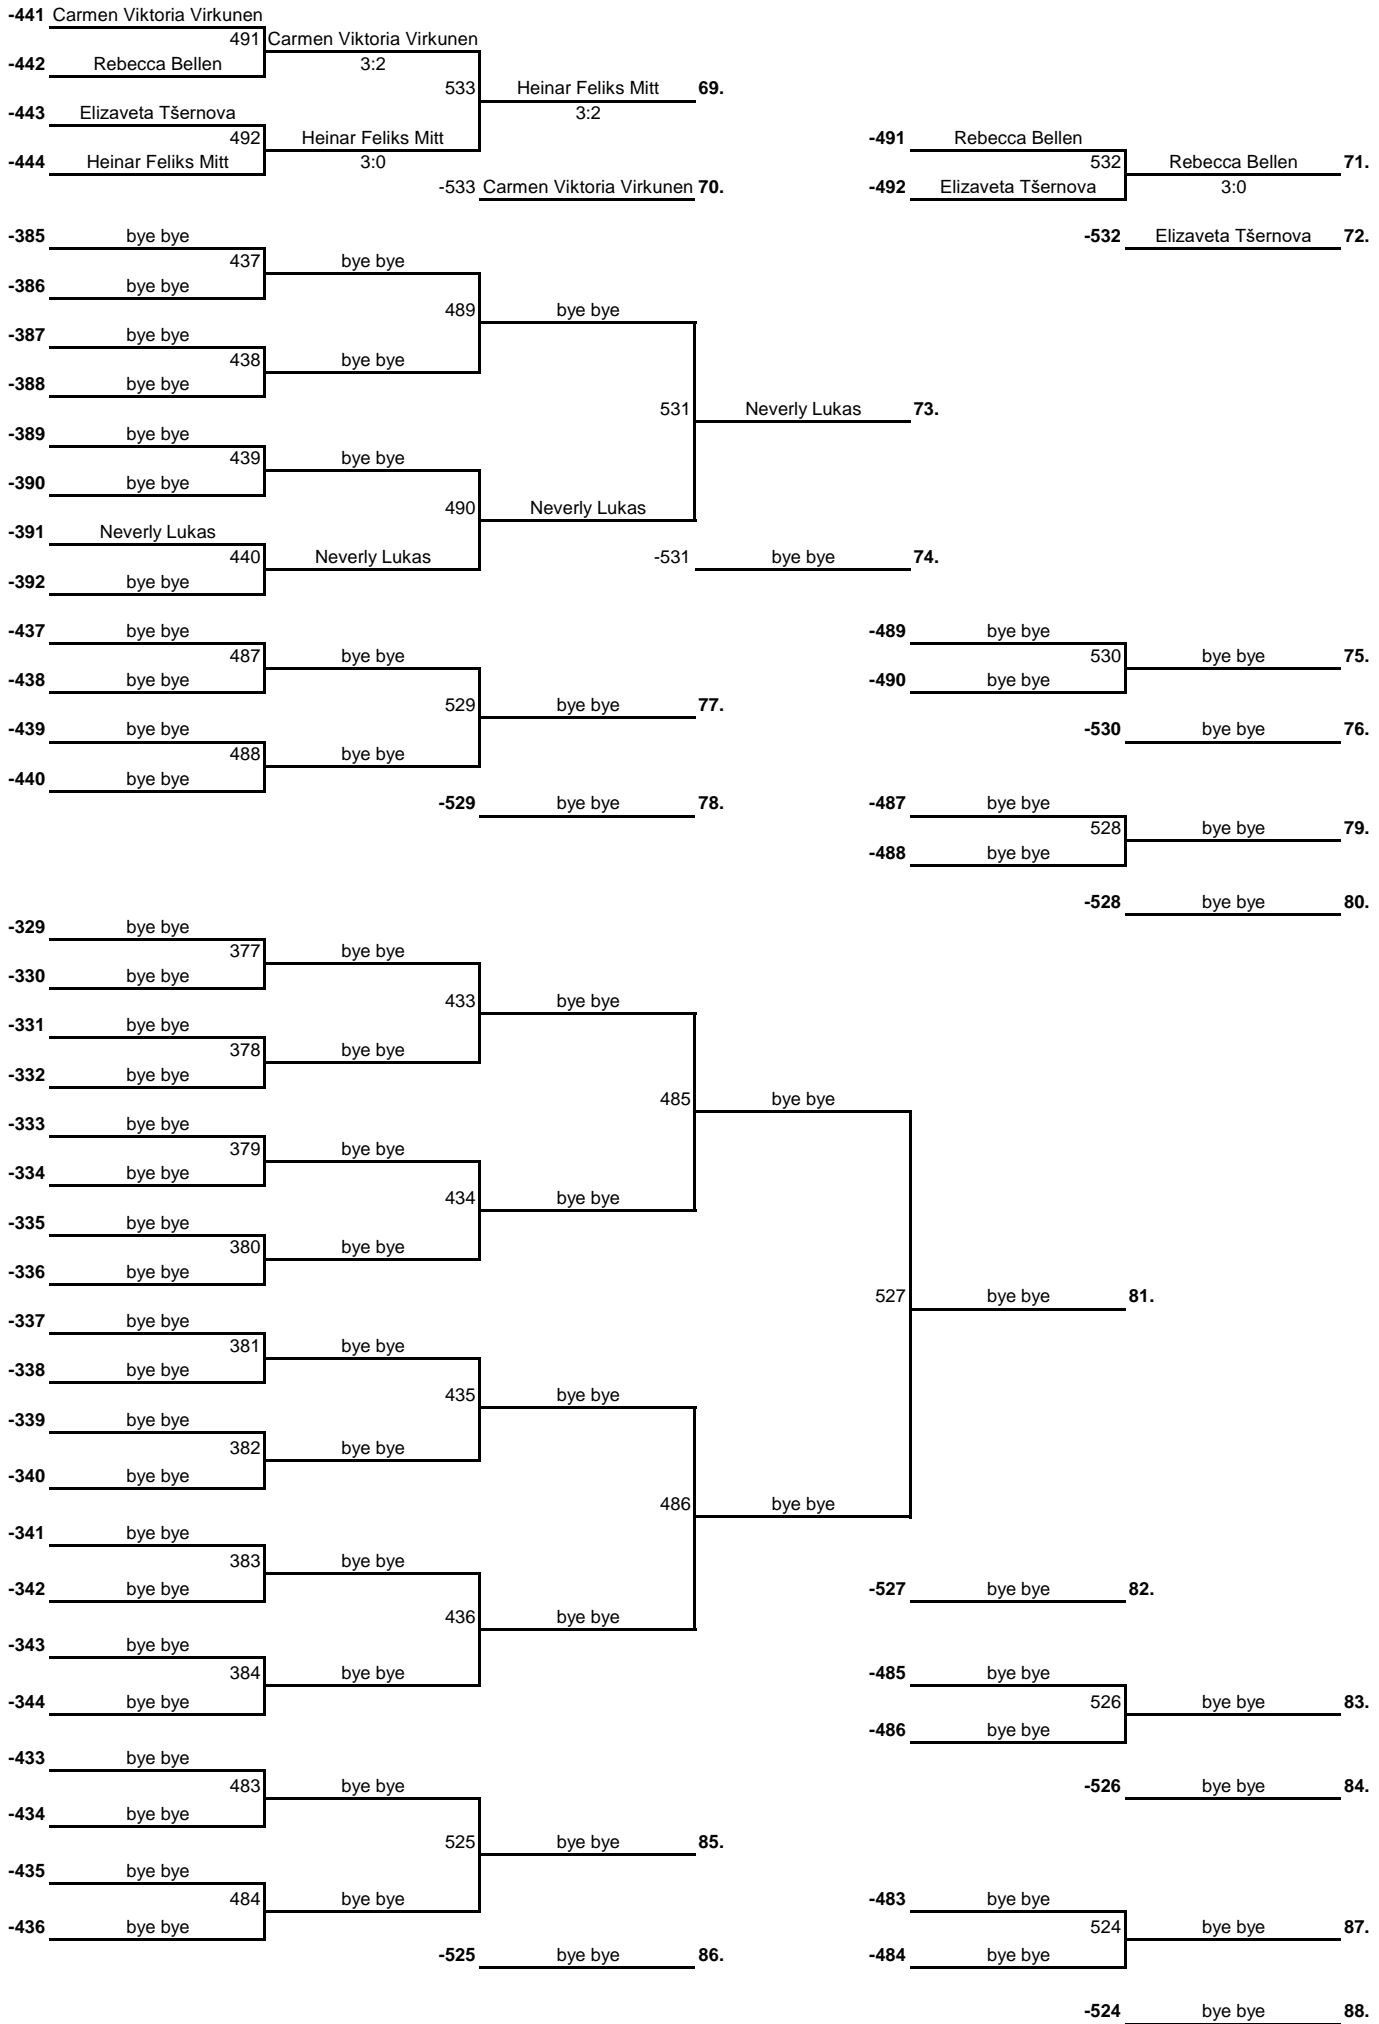 -441 Carmen Viktoria Virkunen
491 Carmen Viktoria Virkunen
-442 Rebecca Bellen 3:2
533 Heinar Feliks Mitt 69.
-443 Elizaveta Tšernova 3:2
492 Heinar Feliks Mitt -491 Rebecca Bellen
-444 Heinar Feliks Mitt 3:0 532 Rebecca Bellen 71.
-533 Carmen Viktoria Virkunen 70. -492 Elizaveta Tšernova 3:0
-385 bye bye -532 Elizaveta Tšernova 72.
437 bye bye
-386 bye bye
489 bye bye
-387 bye bye
438 bye bye
-388 bye bye
531 Neverly Lukas 73.
-389 bye bye
439 bye bye
-390 bye bye
490 Neverly Lukas
-391 Neverly Lukas
440 Neverly Lukas -531 bye bye 74.
-392 bye bye
-437 bye bye -489 bye bye
487 bye bye 530 bye bye 75.
-438 bye bye -490 bye bye
529 bye bye 77.
-439 bye bye -530 bye bye 76.
488 bye bye
-440 bye bye
-529 bye bye 78. -487 bye bye
528 bye bye 79.
-488 bye bye
-528 bye bye 80.
-329 bye bye
377 bye bye
-330 bye bye
433 bye bye
-331 bye bye
378 bye bye
-332 bye bye
485 bye bye
-333 bye bye
379 bye bye
-334 bye bye
434 bye bye
-335 bye bye
380 bye bye
-336 bye bye
527 bye bye 81.
-337 bye bye
381 bye bye
-338 bye bye
435 bye bye
-339 bye bye
382 bye bye
-340 bye bye
486 bye bye
-341 bye bye
383 bye bye
-342 bye bye -527 bye bye 82.
436 bye bye
-343 bye bye
384 bye bye -485 bye bye
-344 bye bye 526 bye bye 83.
-486 bye bye
-433 bye bye
483 bye bye -526 bye bye 84.
-434 bye bye
525 bye bye 85.
-435 bye bye
484 bye bye -483 bye bye
-436 bye bye 524 bye bye 87.
-525 bye bye 86. -484 bye bye
-524 bye bye 88.